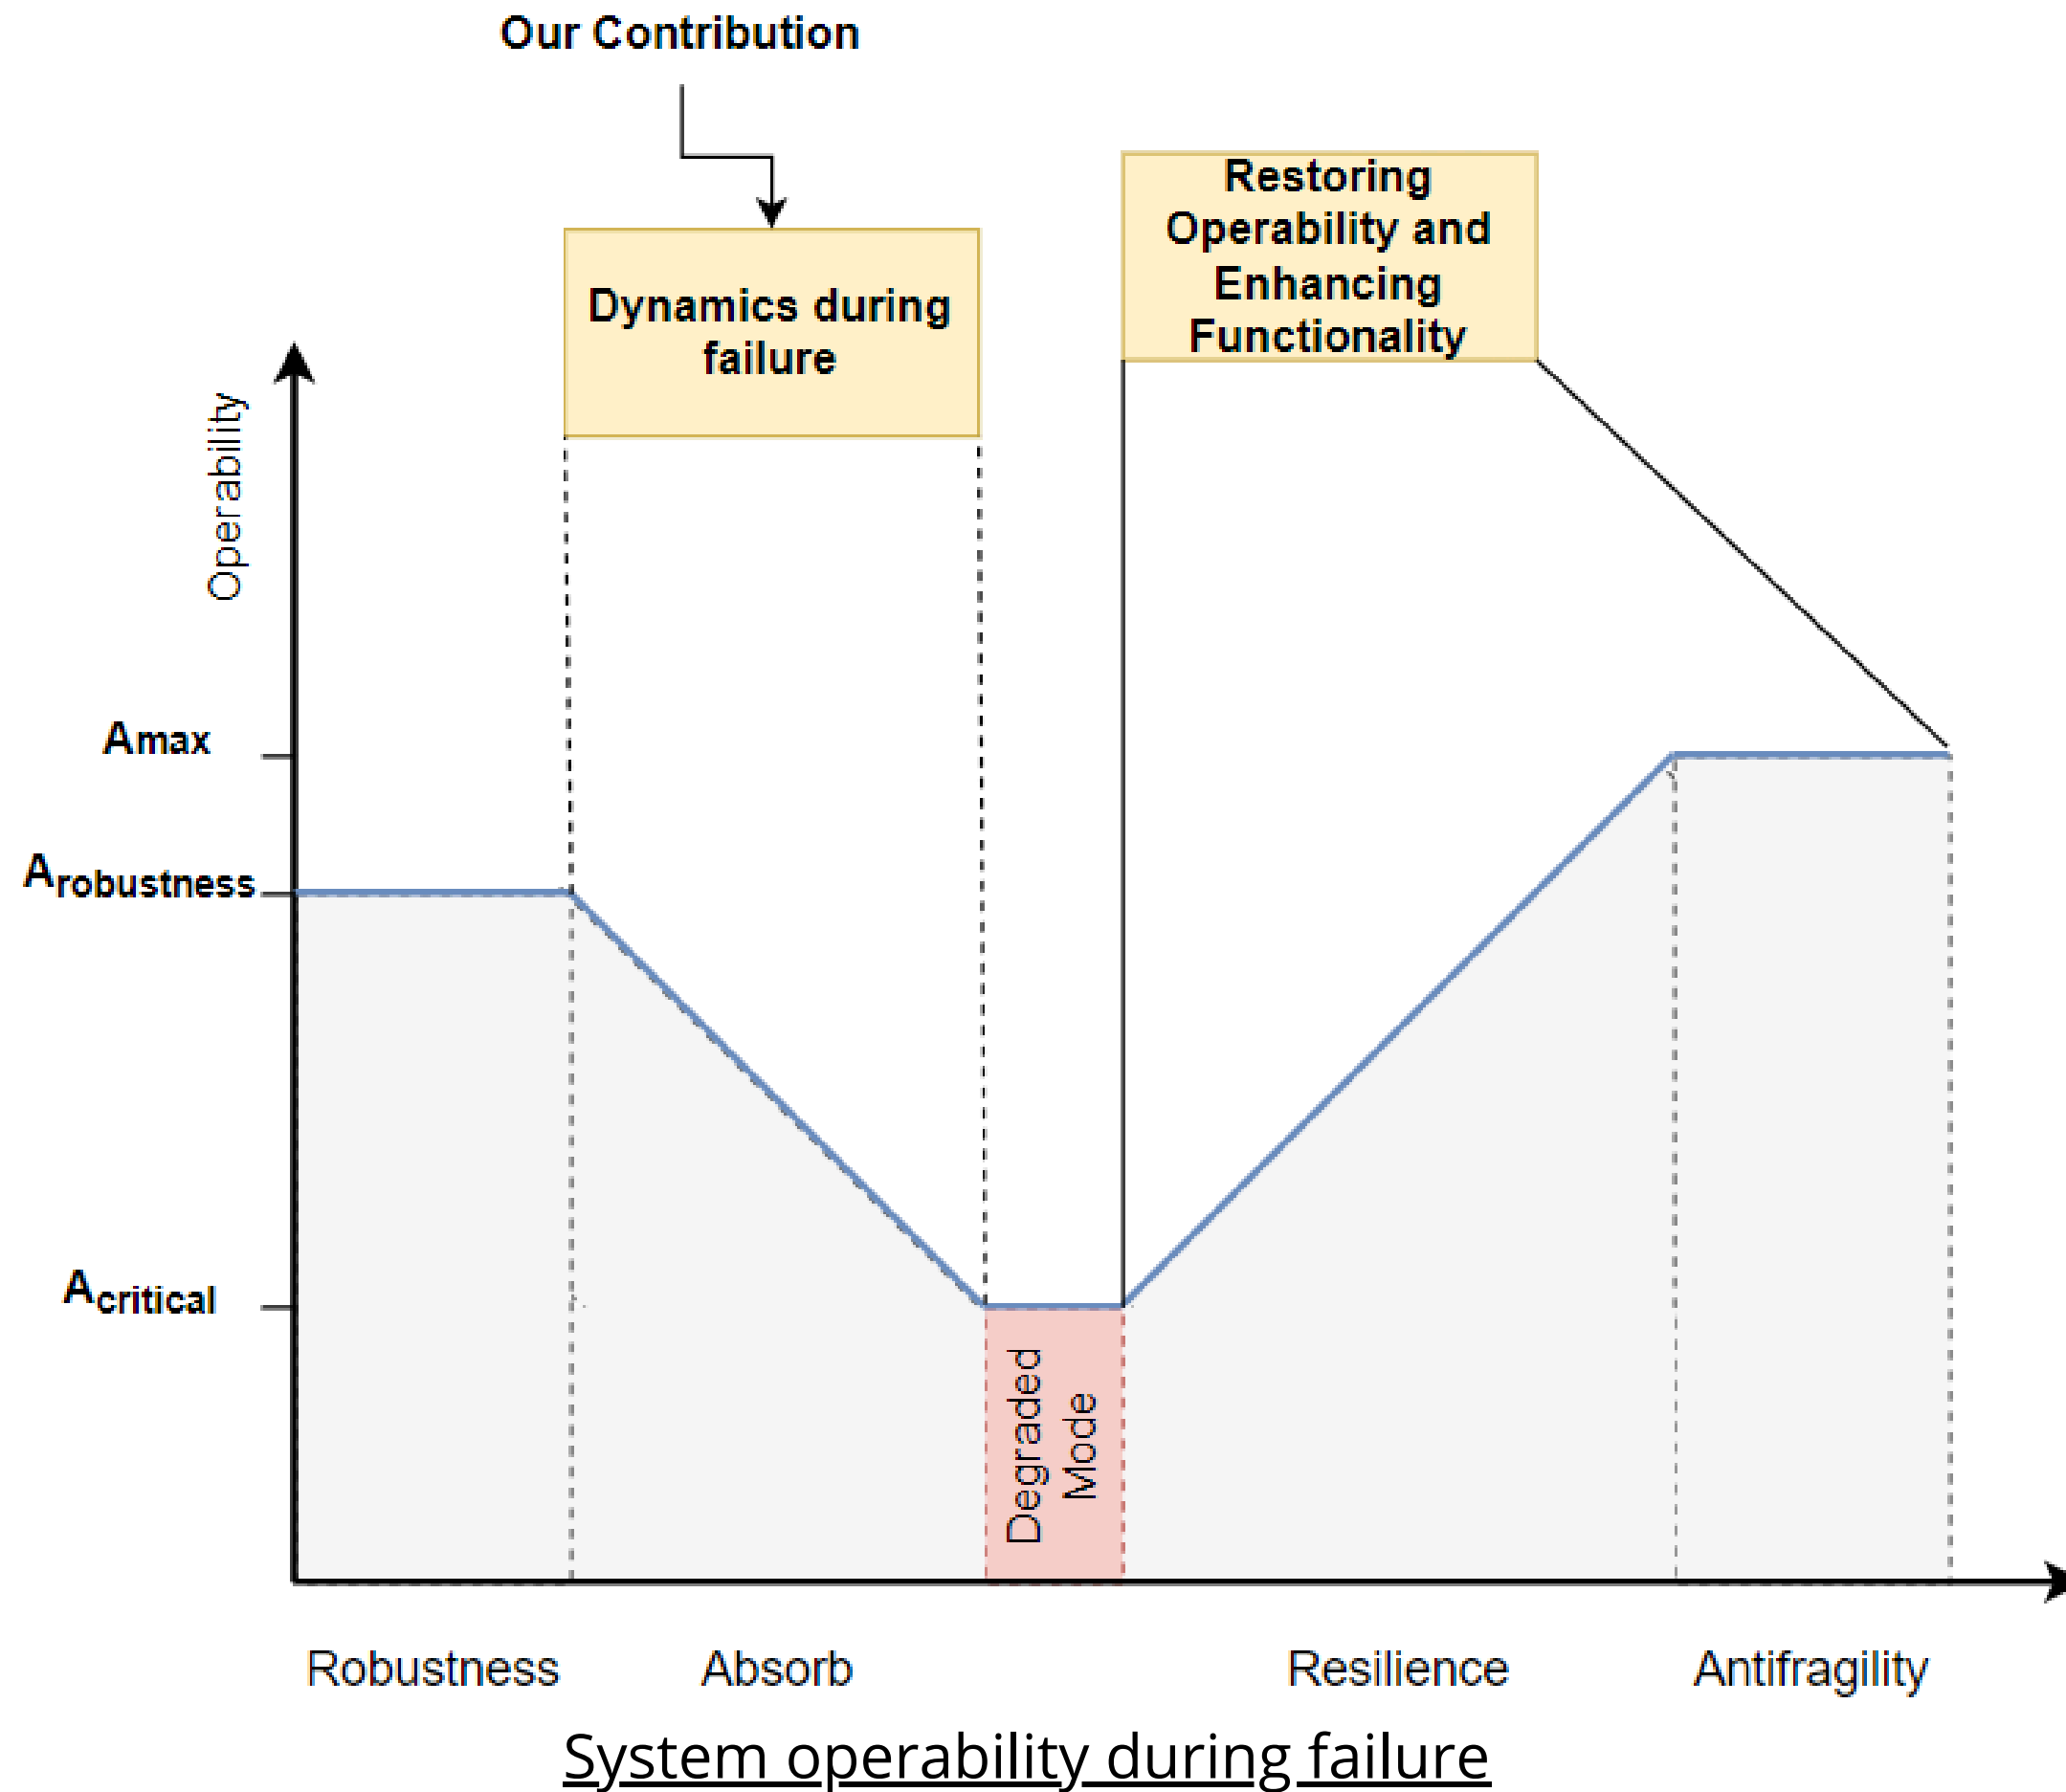 Our Contribution
Restoring
Operability and
Enhancing
Functionality
Dynamics during
failure
Operability
Amax
Arobustness
Acritical
Degraded
Mode
Robustness Absorb Resilience Antifragility
System operability during failure